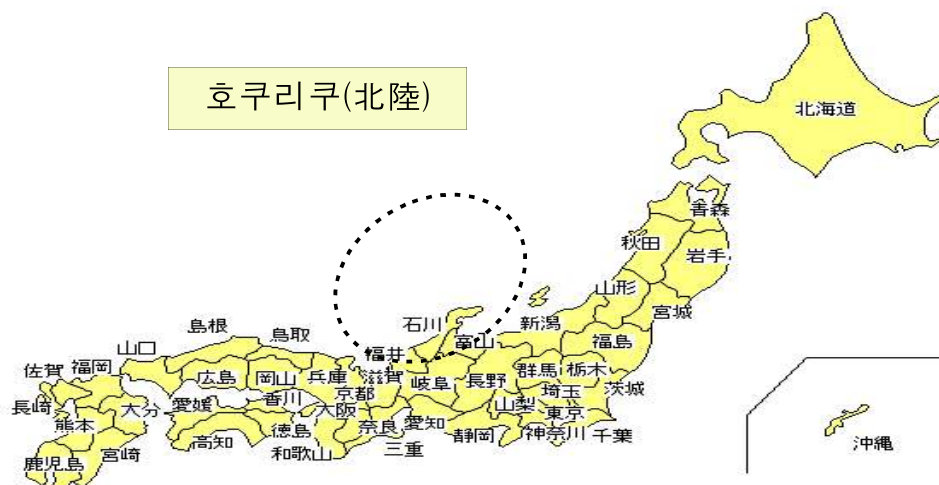 호쿠리쿠(北陸)
北海道
青森
秋田
岩手
山形
宮城
石川
新潟
富山
福島
島根
鳥取
山口
福井
佐賀
福岡
広島
岡山
兵庫
滋賀
岐阜
長野
群馬
栃木
京都
埼玉
茨城
長崎
大分
愛媛
香川
大阪
山梨
東京
熊本
徳島
奈良
愛知
高知
静岡
神奈川
千葉
和歌山
三重
宮崎
鹿児島
沖縄